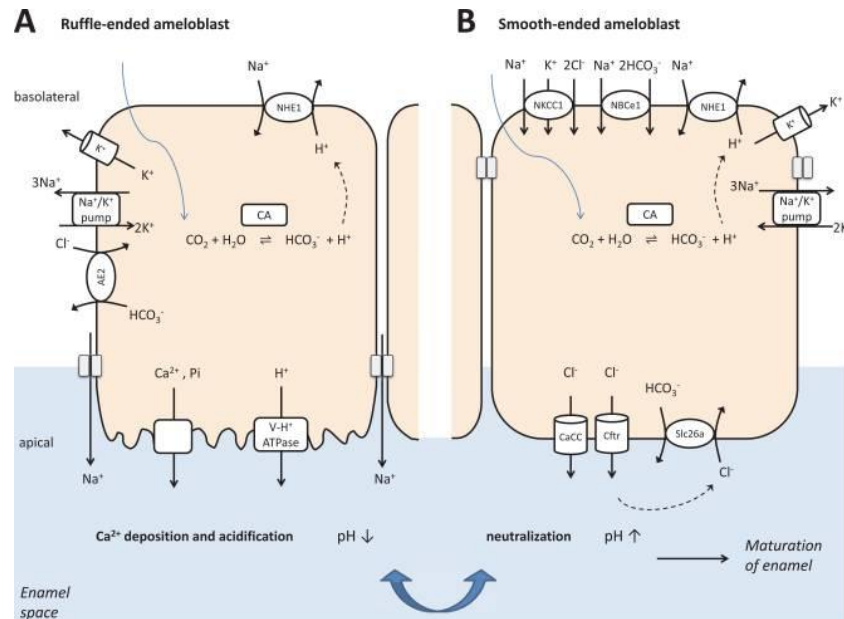 A
Ruffle-ended ameloblast
basolateral
Na⁺
NHE1
H⁺
K⁺
K⁺
3Na⁺
Na⁺/K⁺
pump
2K⁺
Cl⁻
AE2
HCO₃⁻
CA
CO₂ + H₂O ⇌ HCO₃⁻ + H⁺
Ca²⁺ , Pi
H⁺
V-H⁺
ATPase
apical
Na⁺
Na⁺
Ca²⁺ deposition and acidification pH ↓
Enamel
space
B
Smooth-ended ameloblast
Na⁺ K⁺ 2Cl⁻ Na⁺ 2HCO₃⁻ Na⁺
NKCC1
NBCe1
NHE1
H⁺
K⁺
K⁺
3Na⁺
Na⁺/K⁺
pump
2K
CA
CO₂ + H₂O ⇌ HCO₃⁻ + H⁺
Cl⁻ Cl⁻ HCO₃⁻
CaCC
Cftr
Slc26a
Cl⁻
neutralization pH ↑
Maturation
of enamel